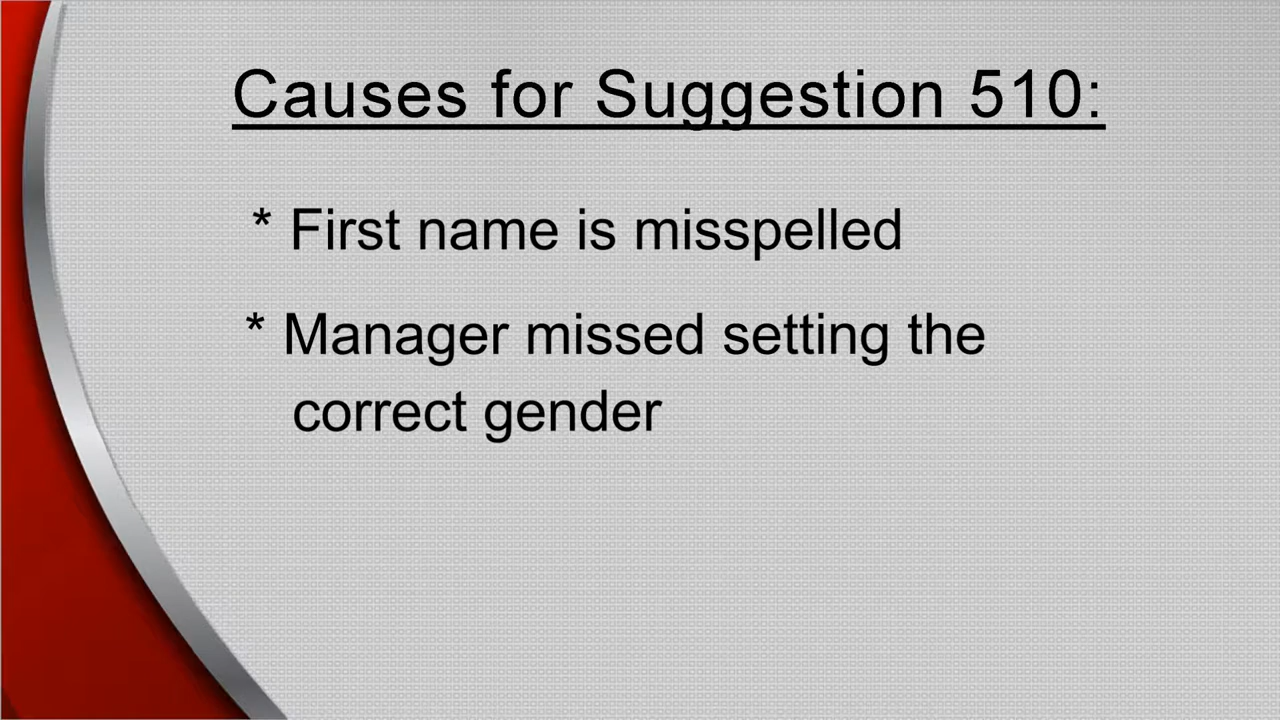 Causes for Suggestion 510:
* First name is misspelled
* Manager missed setting the
correct gender